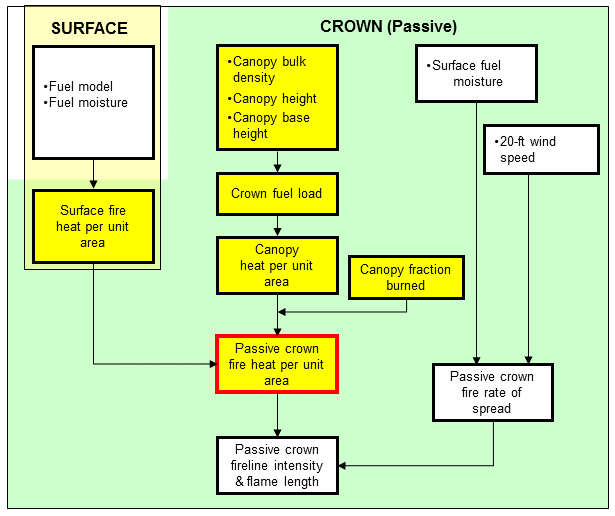 SURFACE
CROWN (Passive)
•Fuel model
•Fuel moisture
•Canopy bulk
density
•Canopy height
•Canopy base
height
•Surface fuel
moisture
•20-ft wind
speed
Crown fuel load
Surface fire
heat per unit
area
Canopy
heat per unit
area
Canopy fraction
burned
Passive crown
fire heat per unit
area
Passive crown
fire rate of
spread
Passive crown
fireline intensity
& flame length